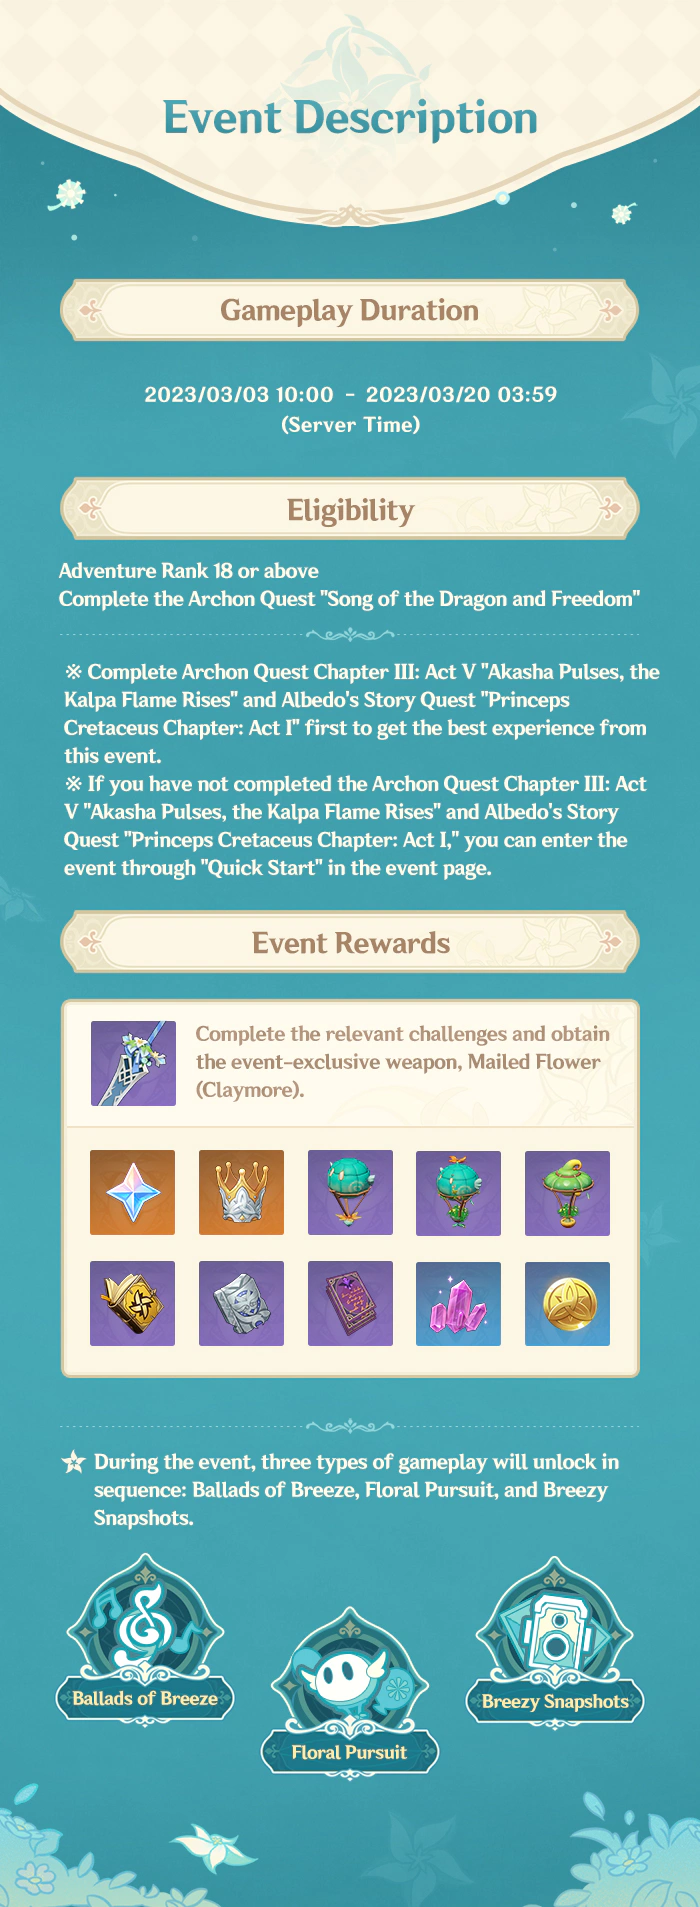 Event Description
Gameplay Duration
2023/03/03 10:00 – 2023/03/20 03:59
(Server Time)
Eligibility
Adventure Rank 18 or above
Complete the Archon Quest "Song of the Dragon and Freedom"
※ Complete Archon Quest Chapter III: Act V "Akasha Pulses, the
Kalpa Flame Rises" and Albedo's Story Quest "Princeps
Cretaceus Chapter: Act I" first to get the best experience from
this event.
※ If you have not completed the Archon Quest Chapter III: Act
V "Akasha Pulses, the Kalpa Flame Rises" and Albedo's Story
Quest "Princeps Cretaceus Chapter: Act I," you can enter the
event through "Quick Start" in the event page.
Event Rewards
Complete the relevant challenges and obtain
the event-exclusive weapon, Mailed Flower
(Claymore).
During the event, three types of gameplay will unlock in
sequence: Ballads of Breeze, Floral Pursuit, and Breezy
Snapshots.
Ballads of Breeze
Floral Pursuit
Breezy Snapshots